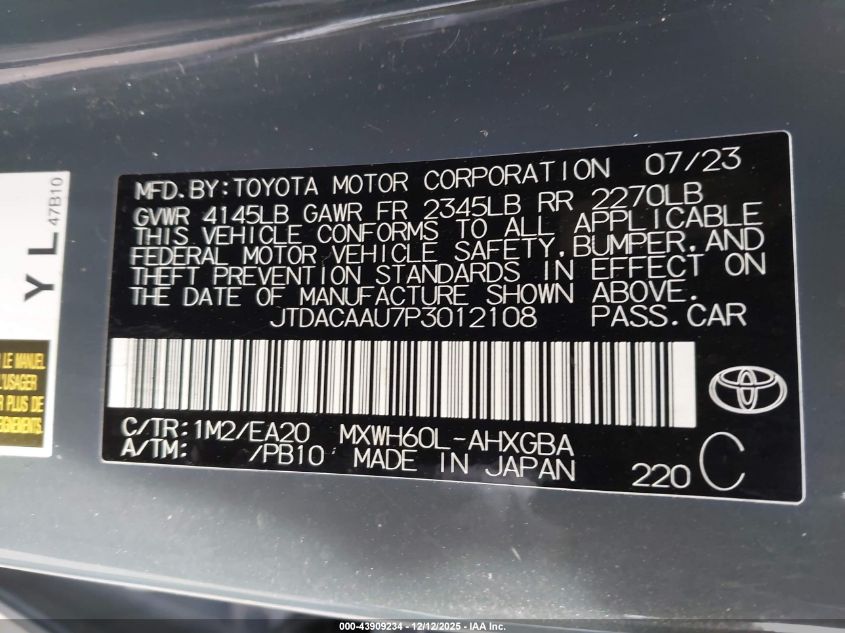 MFD.BY:TOYOTA MOTOR CORPORATION 07/23
GVWR 4145LB GAWR FR 2345LB RR 2270LB
THIS VEHICLE CONFORMS TO ALL APPLICABLE
FEDERAL MOTOR VEHICLE SAFETY,BUMPER,AND
THEFT PREVENTION STANDARDS IN EFFECT ON
THE DATE OF MANUFACTURE SHOWN ABOVE.
JTDACAAU7P3012108 PASS.CAR
C/TR:1M2/EA20 MXWH60L-AHXGBA
A/TM: /PB10 MADE IN JAPAN
220 C
YL
47B10
LE MANUEL
L'USAGER
PLUS DE
000-43909234 - 12/12/2025 - IAA Inc.